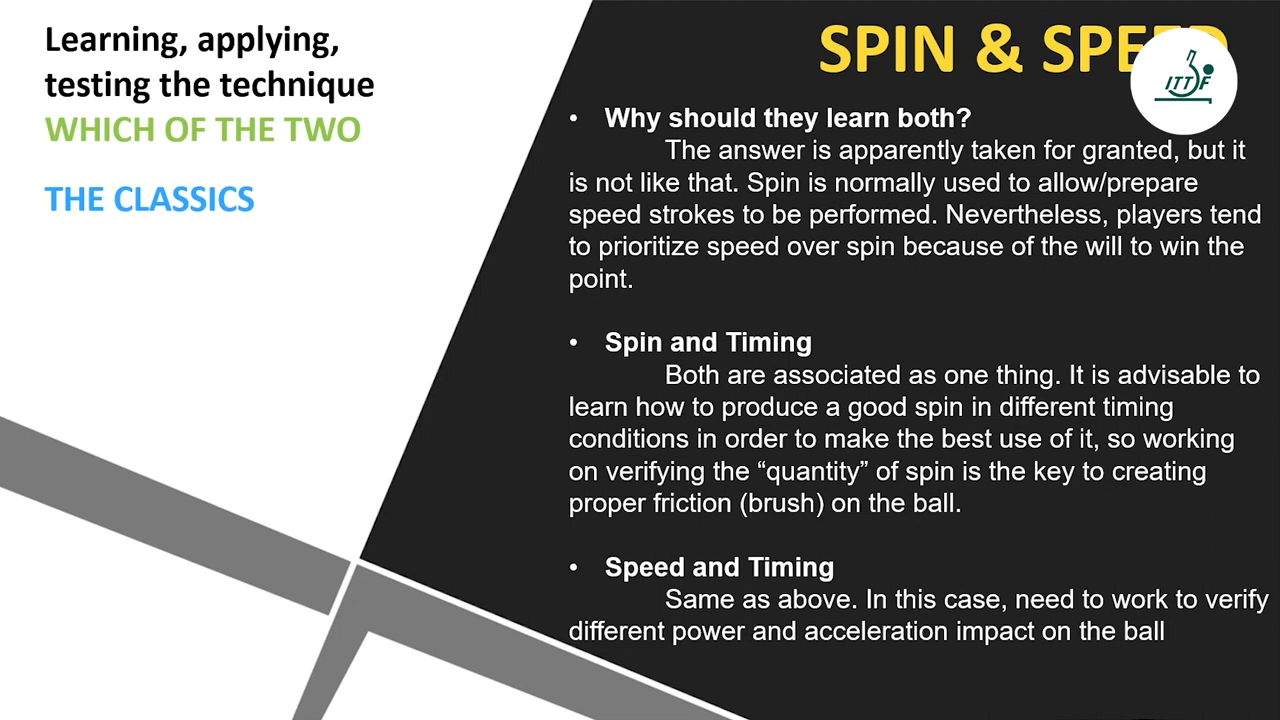 Learning, applying,
testing the technique
WHICH OF THE TWO
THE CLASSICS
SPIN & SPEED
ITTF
• Why should they learn both?
The answer is apparently taken for granted, but it
is not like that. Spin is normally used to allow/prepare
speed strokes to be performed. Nevertheless, players tend
to prioritize speed over spin because of the will to win the
point.
• Spin and Timing
Both are associated as one thing. It is advisable to
learn how to produce a good spin in different timing
conditions in order to make the best use of it, so working
on verifying the “quantity” of spin is the key to creating
proper friction (brush) on the ball.
• Speed and Timing
Same as above. In this case, need to work to verify
different power and acceleration impact on the ball